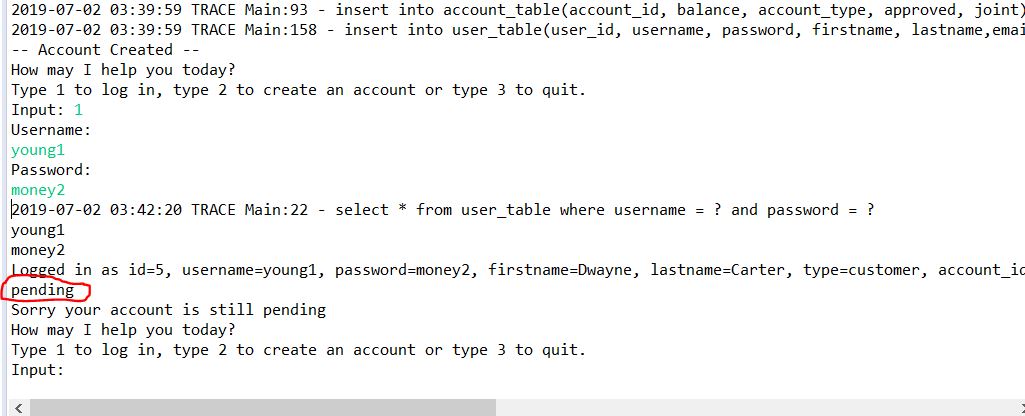 2019-07-02 03:39:59 TRACE Main:93 - insert into account_table(account_id, balance, account_type, approved, joint)
2019-07-02 03:39:59 TRACE Main:158 - insert into user_table(user_id, username, password, firstname, lastname,emai
-- Account Created --
How may I help you today?
Type 1 to log in, type 2 to create an account or type 3 to quit.
Input: 1
Username:
young1
Password:
money2
2019-07-02 03:42:20 TRACE Main:22 - select * from user_table where username = ? and password = ?
young1
money2
Logged in as id=5, username=young1, password=money2, firstname=Dwayne, lastname=Carter, type=customer, account_id
pending
Sorry your account is still pending
How may I help you today?
Type 1 to log in, type 2 to create an account or type 3 to quit.
Input: